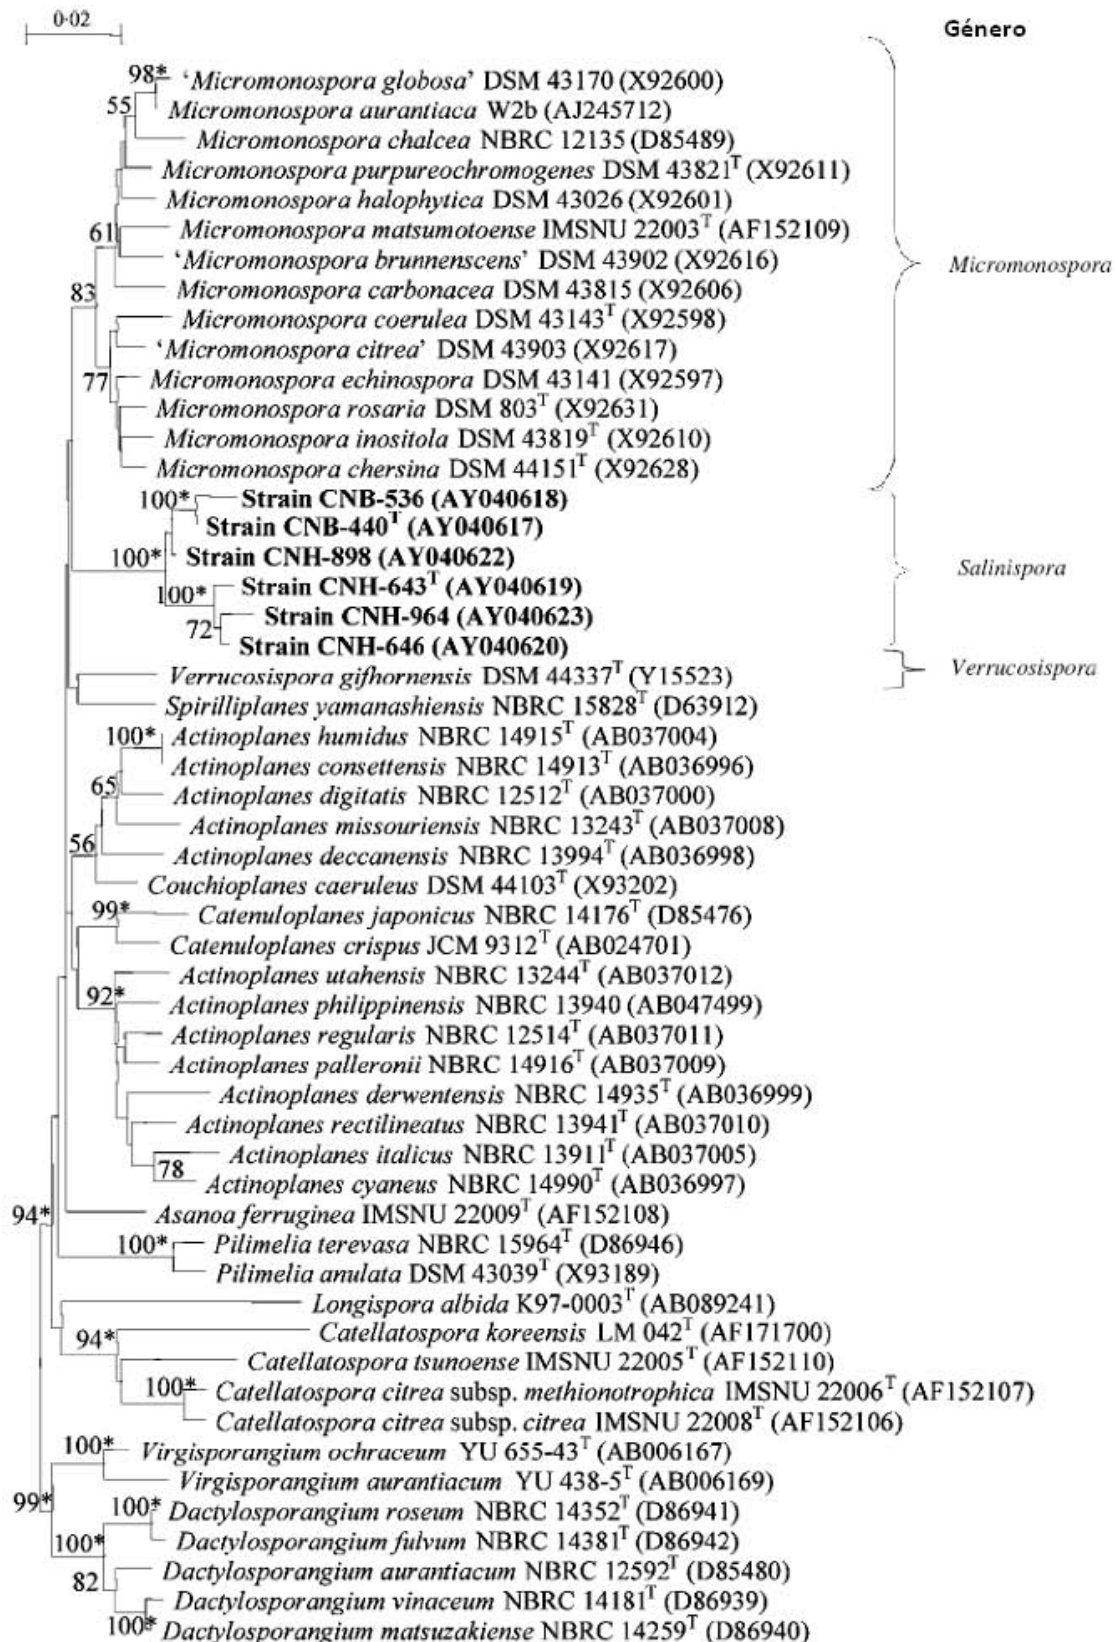 0·02
Género
98*
'Micromonospora globosa' DSM 43170 (X92600)
55
Micromonospora aurantiaca W2b (AJ245712)
Micromonospora chalcea NBRC 12135 (D85489)
Micromonospora purpureochromogenes DSM 43821T (X92611)
Micromonospora halophytica DSM 43026 (X92601)
61
Micromonospora matsumotoense IMSNU 22003T (AF152109)
'Micromonospora brunnenscens' DSM 43902 (X92616)
Micromonospora
Micromonospora carbonacea DSM 43815 (X92606)
83
Micromonospora coerulea DSM 43143T (X92598)
'Micromonospora citrea' DSM 43903 (X92617)
77
Micromonospora echinospora DSM 43141 (X92597)
Micromonospora rosaria DSM 803T (X92631)
Micromonospora inositola DSM 43819T (X92610)
Micromonospora chersina DSM 44151T (X92628)
100*
Strain CNB-536 (AY040618)
Strain CNB-440T (AY040617)
100*
Strain CNH-898 (AY040622)
Salinispora
100*
Strain CNH-643T (AY040619)
Strain CNH-964 (AY040623)
72
Strain CNH-646 (AY040620)
Verrucosispora gifhornensis DSM 44337T (Y15523)
Verrucosispora
Spirilliplanes yamanashiensis NBRC 15828T (D63912)
100*
Actinoplanes humidus NBRC 14915T (AB037004)
Actinoplanes consettensis NBRC 14913T (AB036996)
65
Actinoplanes digitatis NBRC 12512T (AB037000)
Actinoplanes missouriensis NBRC 13243T (AB037008)
56
Actinoplanes deccanensis NBRC 13994T (AB036998)
Couchioplanes caeruleus DSM 44103T (X93202)
99*
Catenuloplanes japonicus NBRC 14176T (D85476)
Catenuloplanes crispus JCM 9312T (AB024701)
Actinoplanes utahensis NBRC 13244T (AB037012)
92*
Actinoplanes philippinensis NBRC 13940 (AB047499)
Actinoplanes regularis NBRC 12514T (AB037011)
Actinoplanes palleronii NBRC 14916T (AB037009)
Actinoplanes derwentensis NBRC 14935T (AB036999)
Actinoplanes rectilineatus NBRC 13941T (AB037010)
Actinoplanes italicus NBRC 13911T (AB037005)
78
Actinoplanes cyaneus NBRC 14990T (AB036997)
94*
Asanoa ferruginea IMSNU 22009T (AF152108)
100*
Pilimelia terevasa NBRC 15964T (D86946)
Pilimelia anulata DSM 43039T (X93189)
Longispora albida K97-0003T (AB089241)
94*
Catellatospora koreensis LM 042T (AF171700)
Catellatospora tsunoense IMSNU 22005T (AF152110)
100*
Catellatospora citrea subsp. methionotrophica IMSNU 22006T (AF152107)
Catellatospora citrea subsp. citrea IMSNU 22008T (AF152106)
100*
Virgisporangium ochraceum YU 655-43T (AB006167)
Virgisporangium aurantiacum YU 438-5T (AB006169)
99*
100*
Dactylosporangium roseum NBRC 14352T (D86941)
100*
Dactylosporangium fulvum NBRC 14381T (D86942)
Dactylosporangium aurantiacum NBRC 12592T (D85480)
82
Dactylosporangium vinaceum NBRC 14181T (D86939)
100*
Dactylosporangium matsuzakiense NBRC 14259T (D86940)